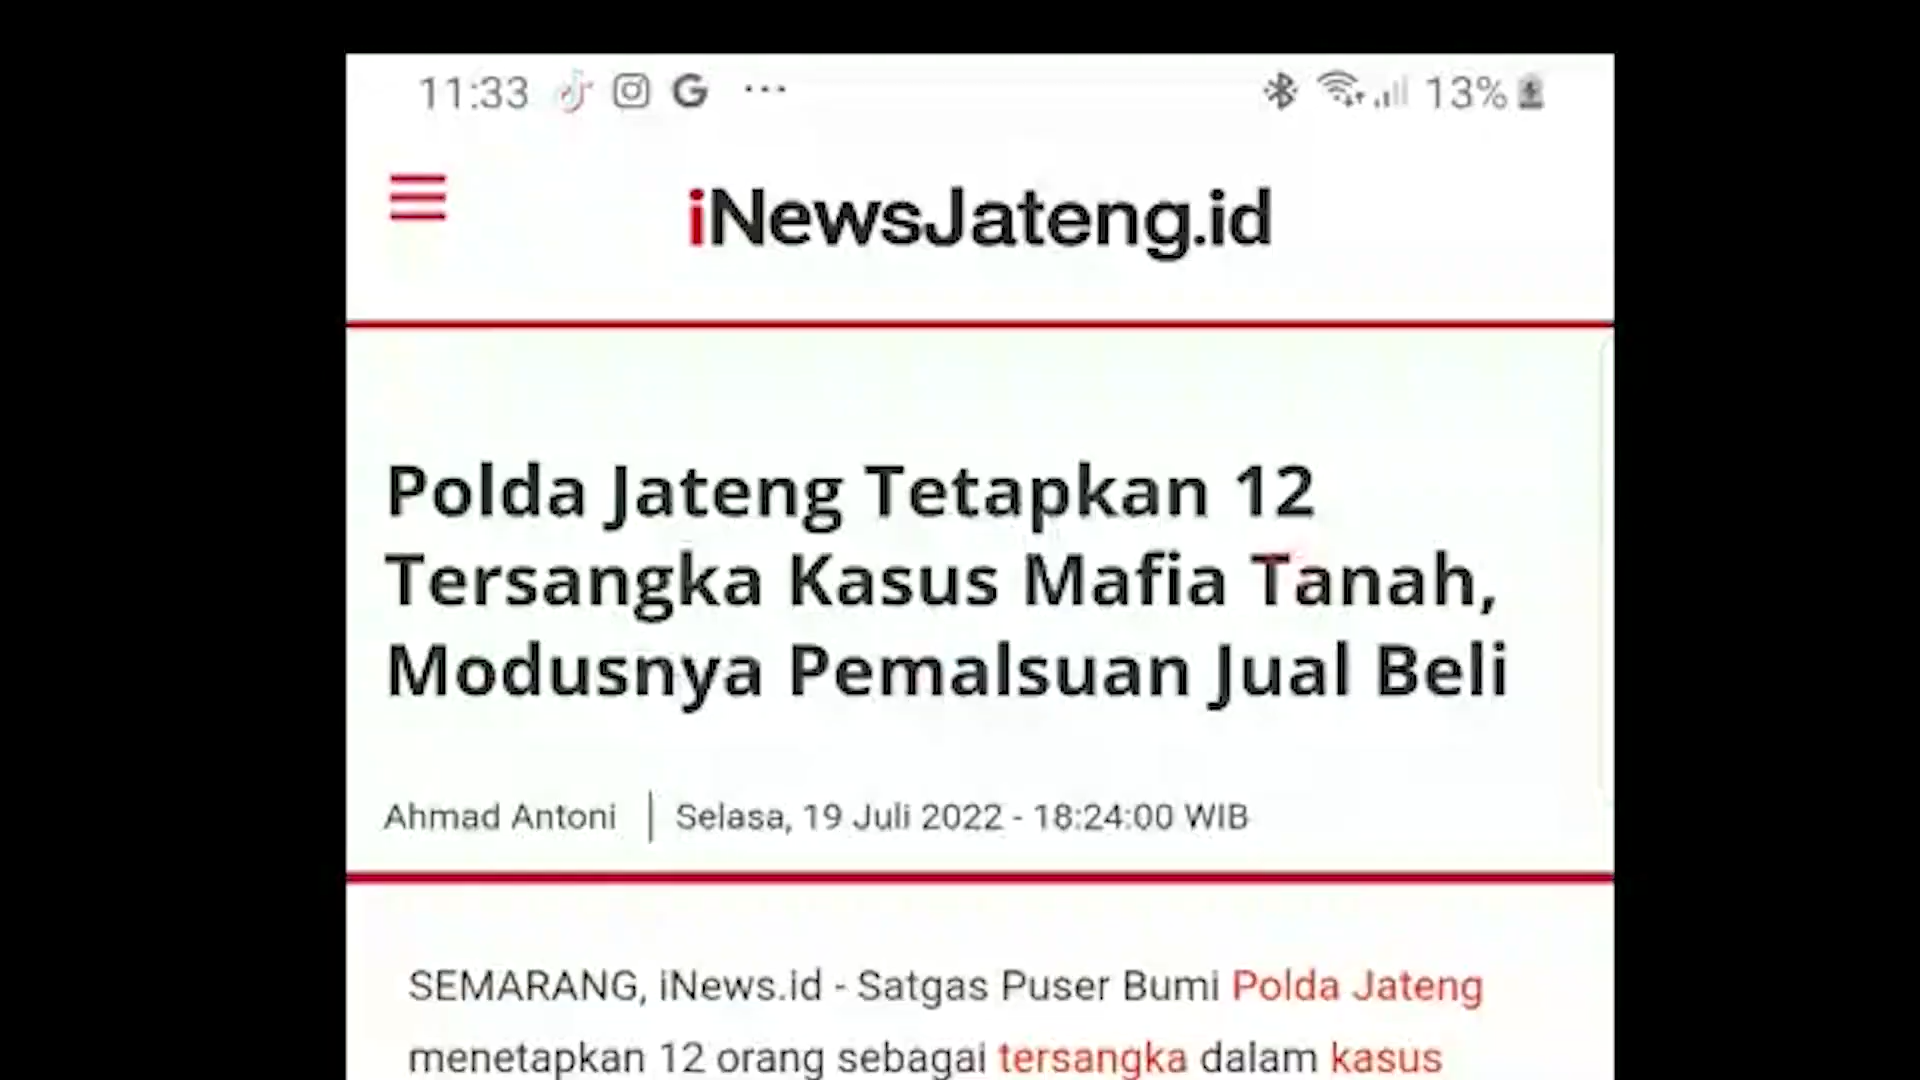 11:33
13%
iNewsJateng.id
Polda Jateng Tetapkan 12
Tersangka Kasus Mafia Tanah,
Modusnya Pemalsuan Jual Beli
Ahmad Antoni | Selasa, 19 Juli 2022 - 18:24:00 WIB
SEMARANG, iNews.id - Satgas Puser Bumi Polda Jateng
menetapkan 12 orang sebagai tersangka dalam kasus